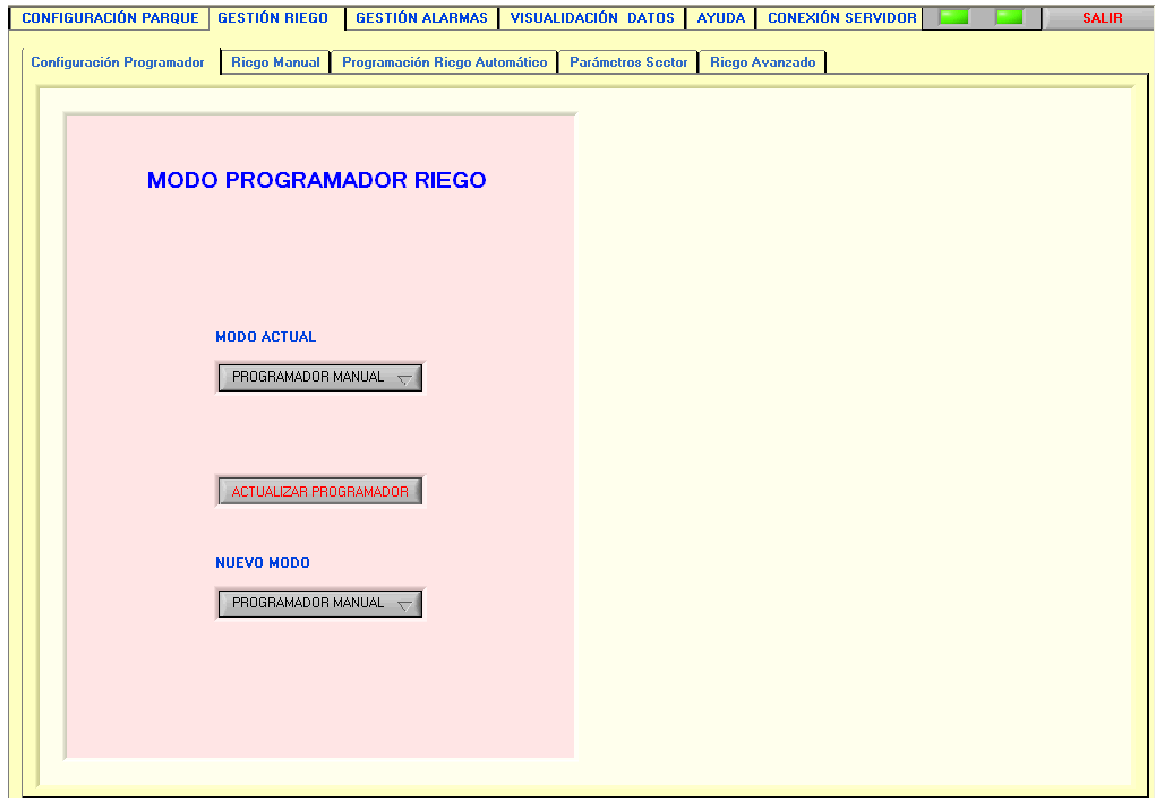 CONFIGURACIÓN PARQUE GESTIÓN RIEGO GESTIÓN ALARMAS VISUALIDACIÓN DATOS AYUDA CONEXIÓN SERVIDOR SALIR
Configuración Programador Riego Manual Programación Riego Automático Parámetros Sector Riego Avanzado
MODO PROGRAMADOR RIEGO
MODO ACTUAL
PROGRAMADOR MANUAL
ACTUALIZAR PROGRAMADOR
NUEVO MODO
PROGRAMADOR MANUAL